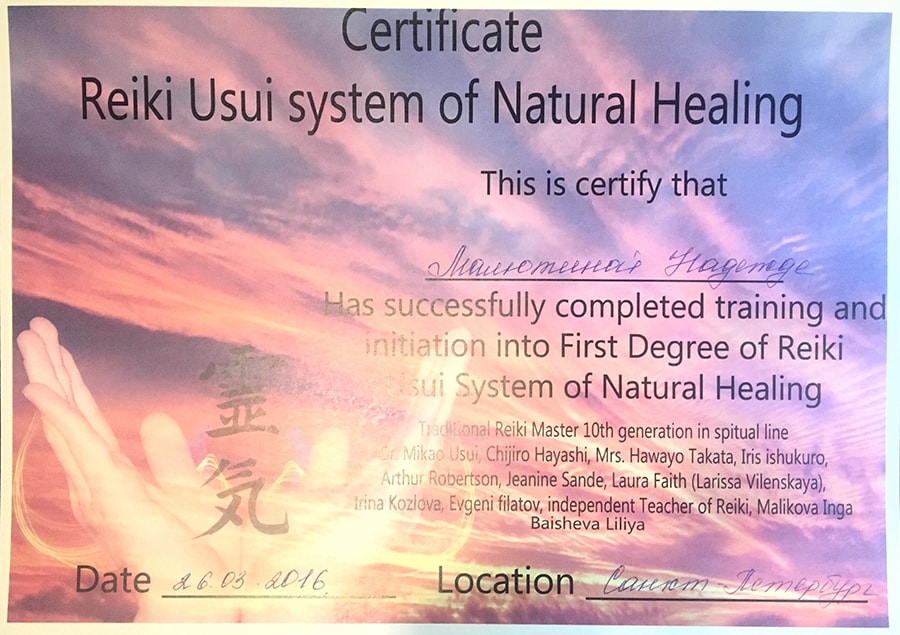 Certificate
Reiki Usui system of Natural Healing
This is certify that
Малютиной Надежде
Has successfully completed training and
initiation into First Degree of Reiki
Usui System of Natural Healing
霊
気
Traditional Reiki Master 10th generation in spitual line
Dr. Mikao Usui, Chijiro Hayashi, Mrs. Hawayo Takata, Iris ishukuro,
Arthur Robertson, Jeanine Sande, Laura Faith (Larissa Vilenskaya),
Irina Kozlova, Evgeni filatov, independent Teacher of Reiki, Malikova Inga
Baisheva Liliya
Date 26.03.2016 Location Санкт-Петербург